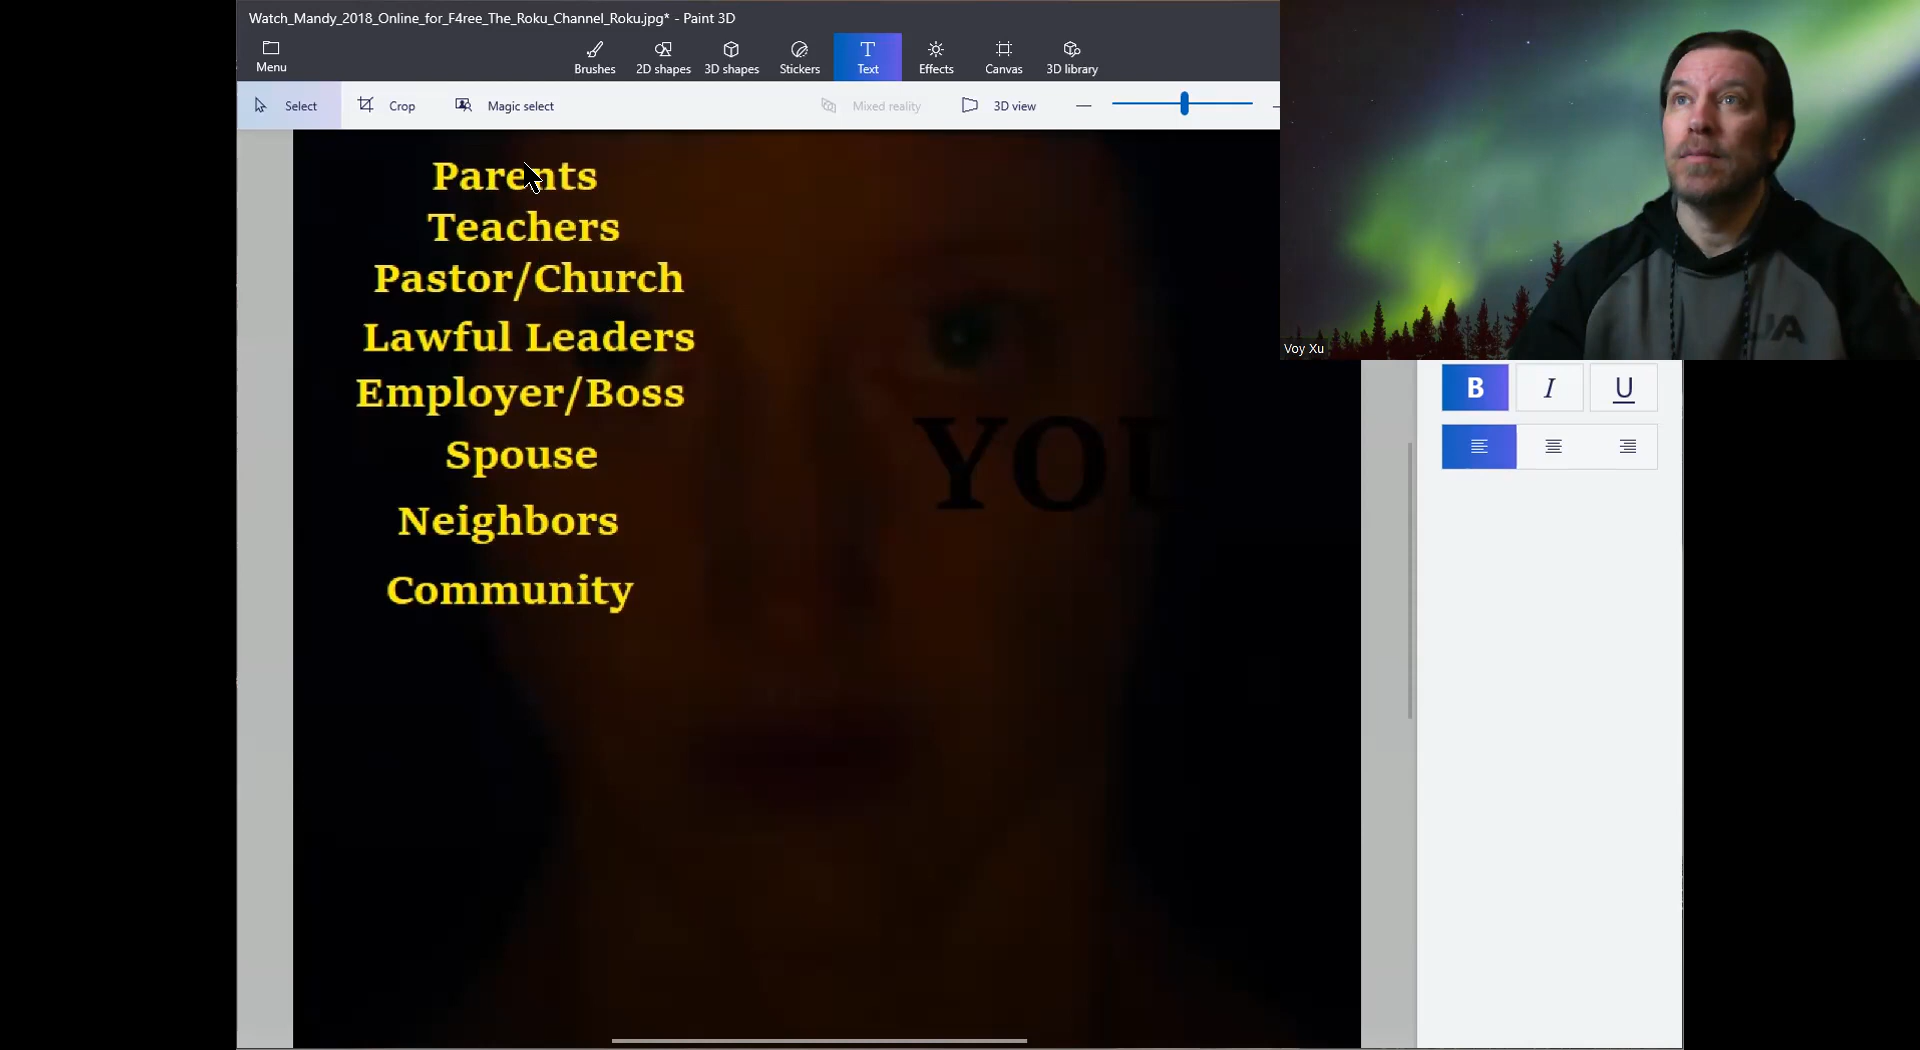 Watch_Mandy_2018_Online_for_F4ree_The_Roku_Channel_Roku.jpg* - Paint 3D
Menu
Brushes
2D shapes
3D shapes
Stickers
Text
Effects
Canvas
3D library
Select
Crop
Magic select
Mixed reality
3D view
Parents
Teachers
Pastor/Church
Lawful Leaders
Employer/Boss
Spouse
Neighbors
Community
YOU
Voy Xu
B I U